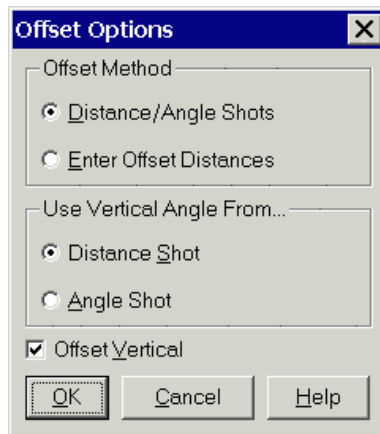 Offset Options
Offset Method
Distance/Angle Shots
Enter Offset Distances
Use Vertical Angle From...
Distance Shot
Angle Shot
Offset Vertical
OK Cancel Help